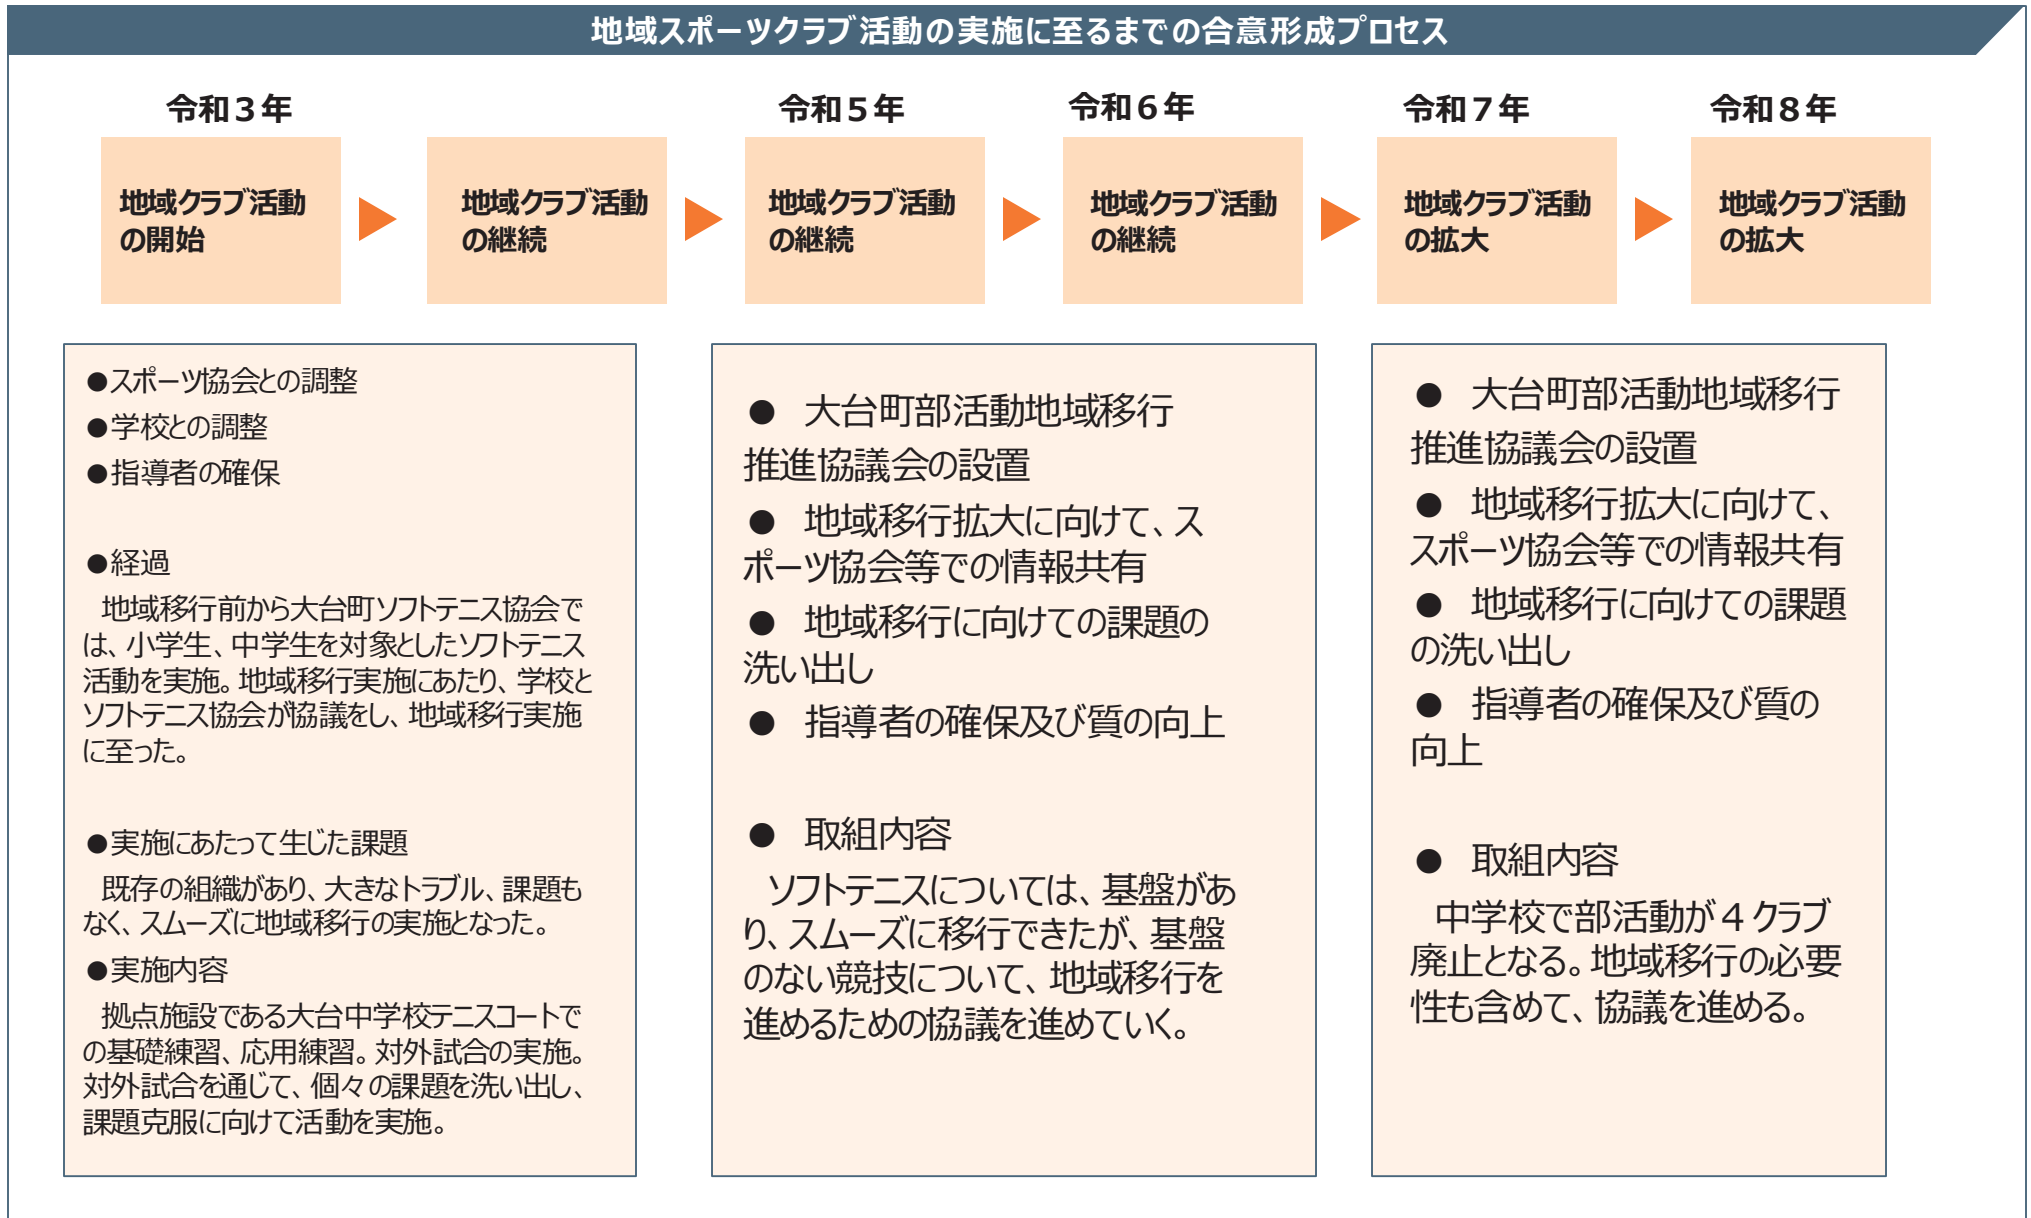 地域スポーツクラブ活動の実施に至るまでの合意形成プロセス
令和３年
令和５年
令和６年
令和７年
令和８年
地域クラブ活動
の開始
地域クラブ活動
の継続
地域クラブ活動
の継続
地域クラブ活動
の継続
地域クラブ活動
の拡大
地域クラブ活動
の拡大
●スポーツ協会との調整
●学校との調整
●指導者の確保
●経過
　地域移行前から大台町ソフトテニス協会で
は、小学生、中学生を対象としたソフトテニス
活動を実施。地域移行実施にあたり、学校と
ソフトテニス協会が協議をし、地域移行実施
に至った。
●実施にあたって生じた課題
　既存の組織があり、大きなトラブル、課題も
なく、スムーズに地域移行の実施となった。
●実施内容
　拠点施設である大台中学校テニスコートで
の基礎練習、応用練習。対外試合の実施。
対外試合を通じて、個々の課題を洗い出し、
課題克服に向けて活動を実施。
●　大台町部活動地域移行
推進協議会の設置
●　地域移行拡大に向けて、ス
ポーツ協会等での情報共有
●　地域移行に向けての課題の
洗い出し
●　指導者の確保及び質の向上
●　取組内容
　ソフトテニスについては、基盤があ
り、スムーズに移行できたが、基盤
のない競技について、地域移行を
進めるための協議を進めていく。
●　大台町部活動地域移行
推進協議会の設置
●　地域移行拡大に向けて、
スポーツ協会等での情報共有
●　地域移行に向けての課題
の洗い出し
●　指導者の確保及び質の
向上
●　取組内容
　中学校で部活動が４クラブ
廃止となる。地域移行の必要
性も含めて、協議を進める。